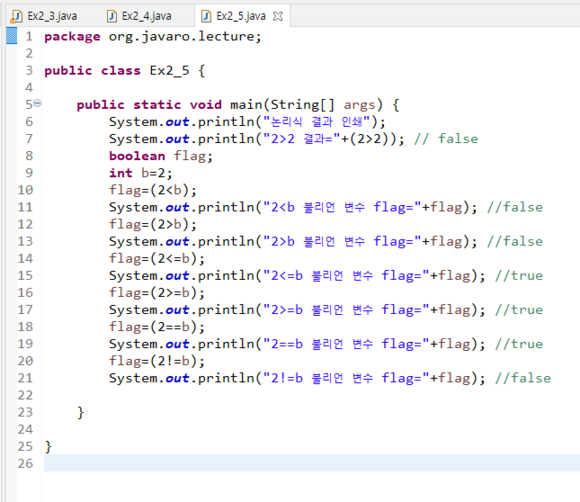 Ex2_3.java Ex2_4.java Ex2_5.java
1 package org.javaro.lecture;
2
3 public class Ex2_5 {
4
5 public static void main(String[] args) {
6 System.out.println("논리식 결과 인쇄");
7 System.out.println("2>2 결과="+(2>2)); // false
8 boolean flag;
9 int b=2;
10 flag=(2<b);
11 System.out.println("2<b 불리언 변수 flag="+flag); //false
12 flag=(2>b);
13 System.out.println("2>b 불리언 변수 flag="+flag); //false
14 flag=(2<=b);
15 System.out.println("2<=b 불리언 변수 flag="+flag); //true
16 flag=(2>=b);
17 System.out.println("2>=b 불리언 변수 flag="+flag); //true
18 flag=(2==b);
19 System.out.println("2==b 불리언 변수 flag="+flag); //true
20 flag=(2!=b);
21 System.out.println("2!=b 불리언 변수 flag="+flag); //false
22
23 }
24
25 }
26